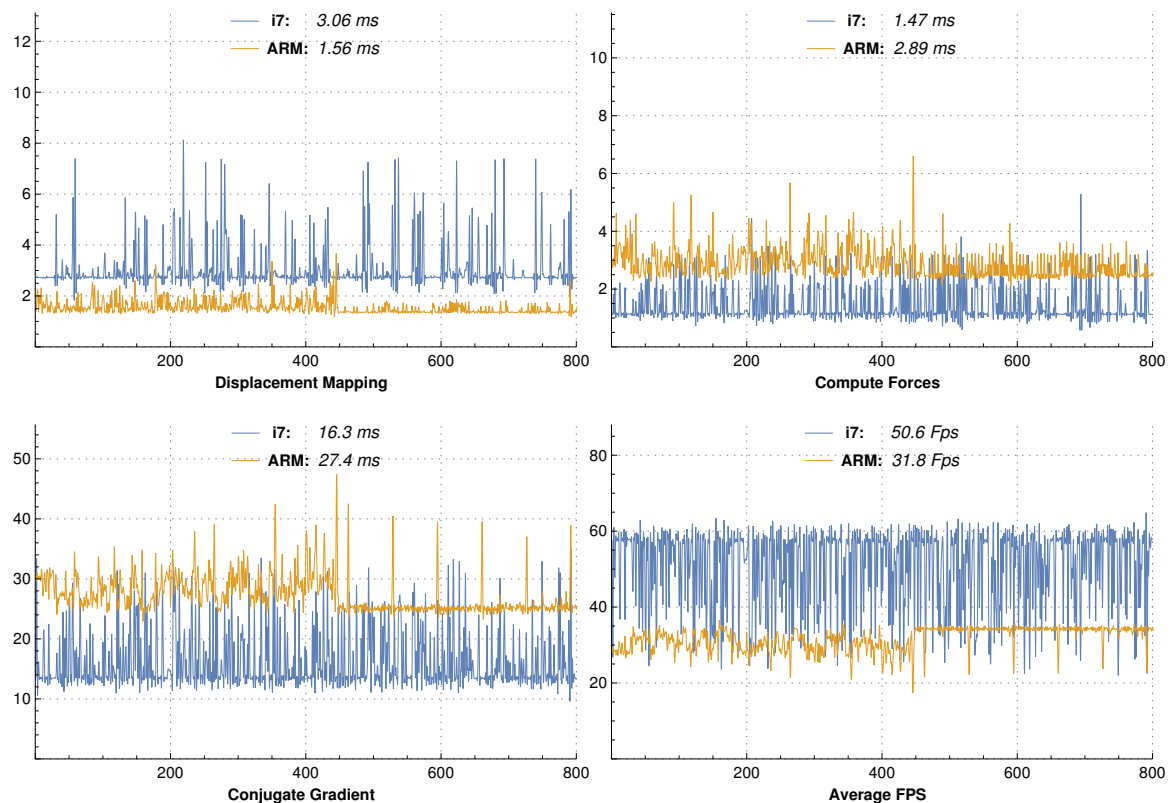 i7: 3.06 ms
ARM: 1.56 ms
12
10
8
6
4
2
200 400 600 800
Displacement Mapping
i7: 1.47 ms
ARM: 2.89 ms
10
8
6
4
2
200 400 600 800
Compute Forces
i7: 16.3 ms
ARM: 27.4 ms
50
40
30
20
10
200 400 600 800
Conjugate Gradient
i7: 50.6 Fps
ARM: 31.8 Fps
80
60
40
20
200 400 600 800
Average FPS